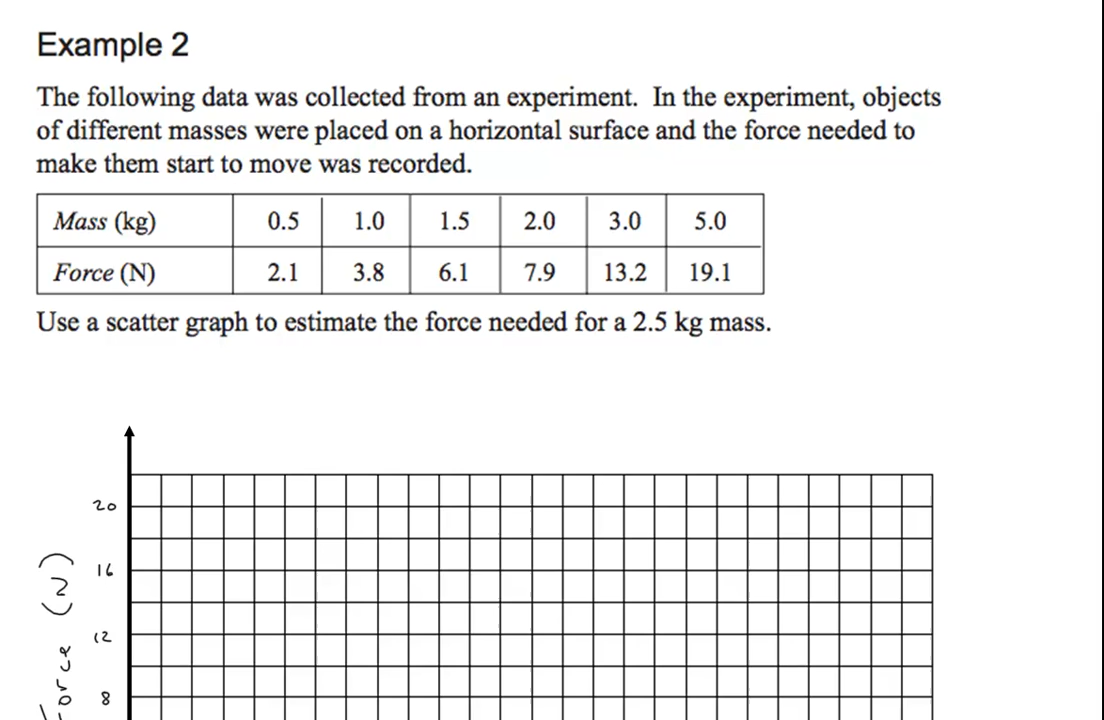 Example 2
The following data was collected from an experiment. In the experiment, objects
of different masses were placed on a horizontal surface and the force needed to
make them start to move was recorded.
Mass (kg) 0.5 1.0 1.5 2.0 3.0 5.0
Force (N) 2.1 3.8 6.1 7.9 13.2 19.1
Use a scatter graph to estimate the force needed for a 2.5 kg mass.
20
16
12
8
Force (N)